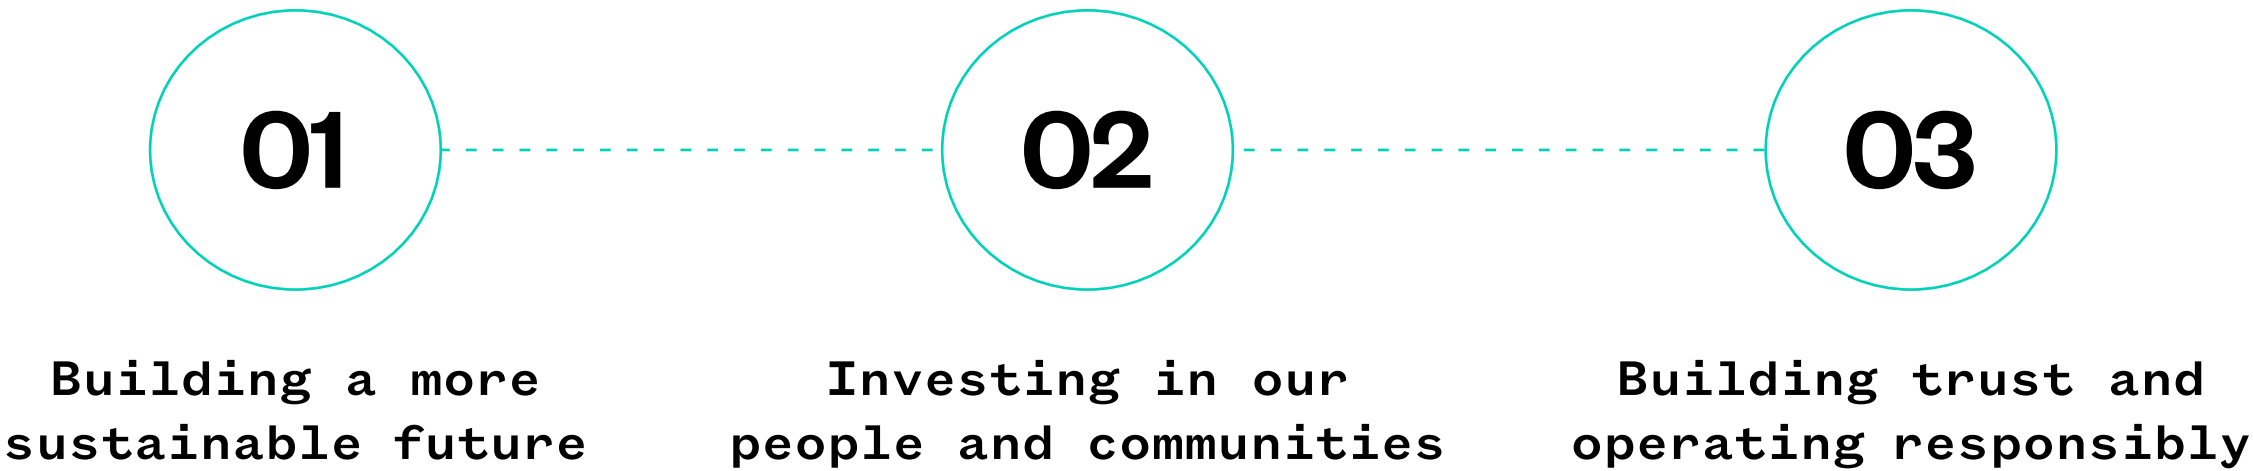 01
Building a more
sustainable future
02
Investing in our
people and communities
03
Building trust and
operating responsibly